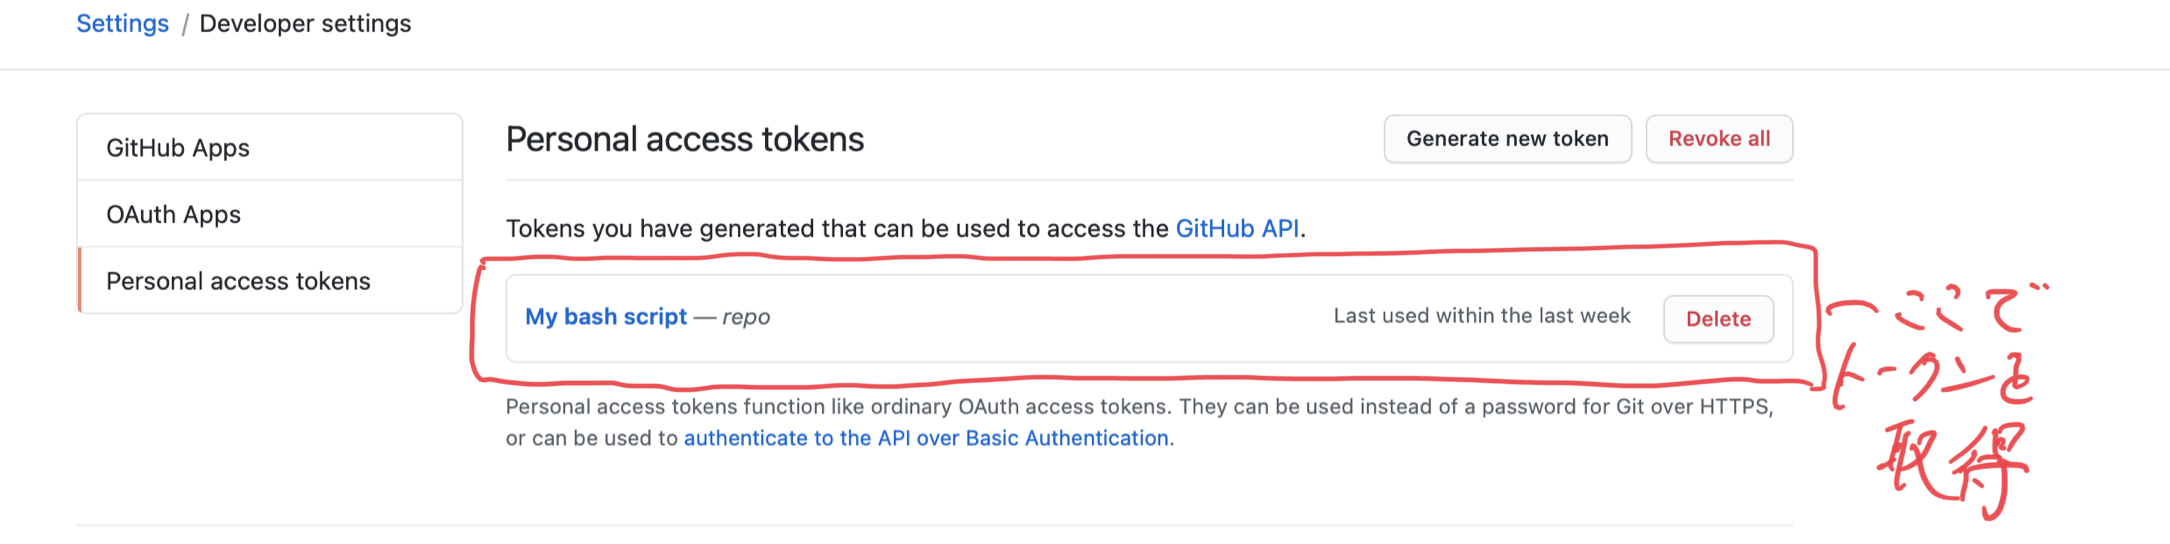 Settings / Developer settings
GitHub Apps
OAuth Apps
Personal access tokens
Personal access tokens
Generate new token
Revoke all
Tokens you have generated that can be used to access the GitHub API.
My bash script — repo
Last used within the last week
Delete
Personal access tokens function like ordinary OAuth access tokens. They can be used instead of a password for Git over HTTPS,
or can be used to authenticate to the API over Basic Authentication.
ここで
トークンを
取得